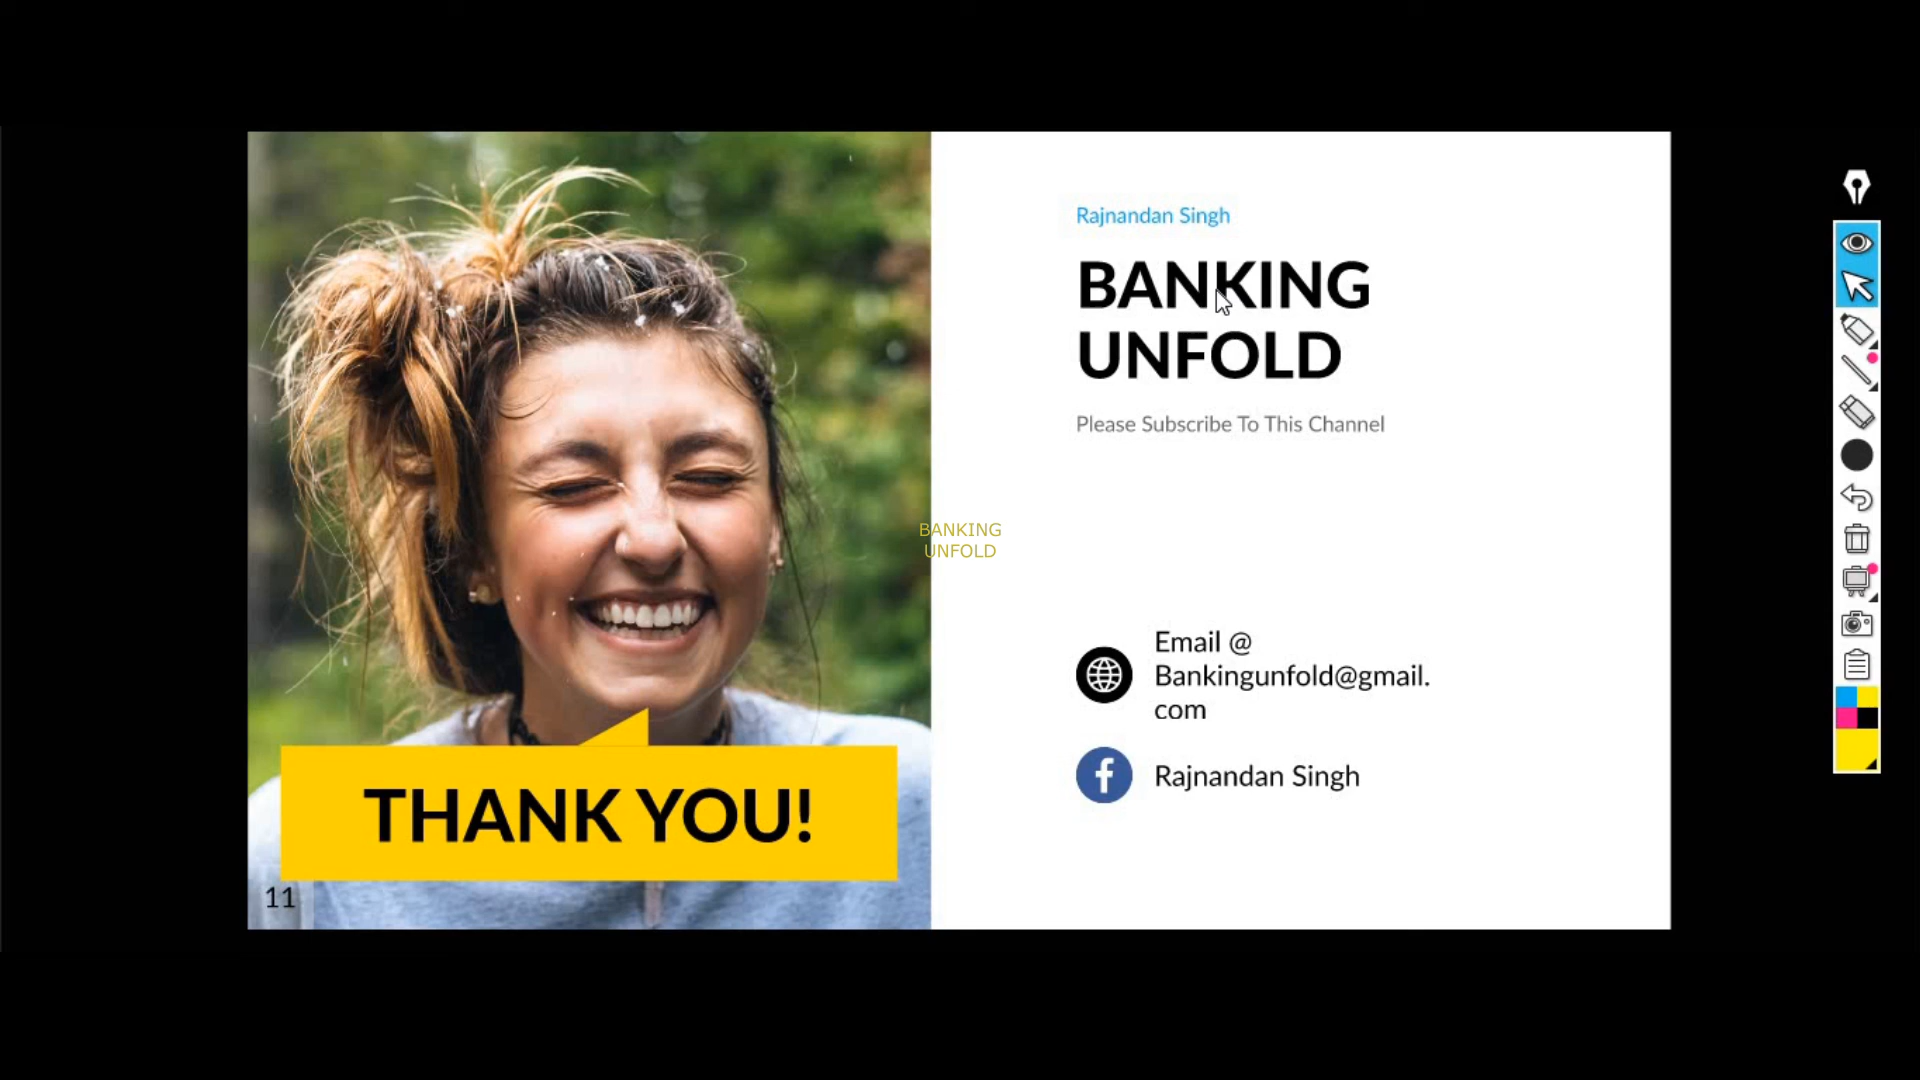 Rajnandan Singh
BANKING
UNFOLD
Please Subscribe To This Channel
BANKING
UNFOLD
Email @
Bankingunfold@gmail.
com
Rajnandan Singh
THANK YOU!
11